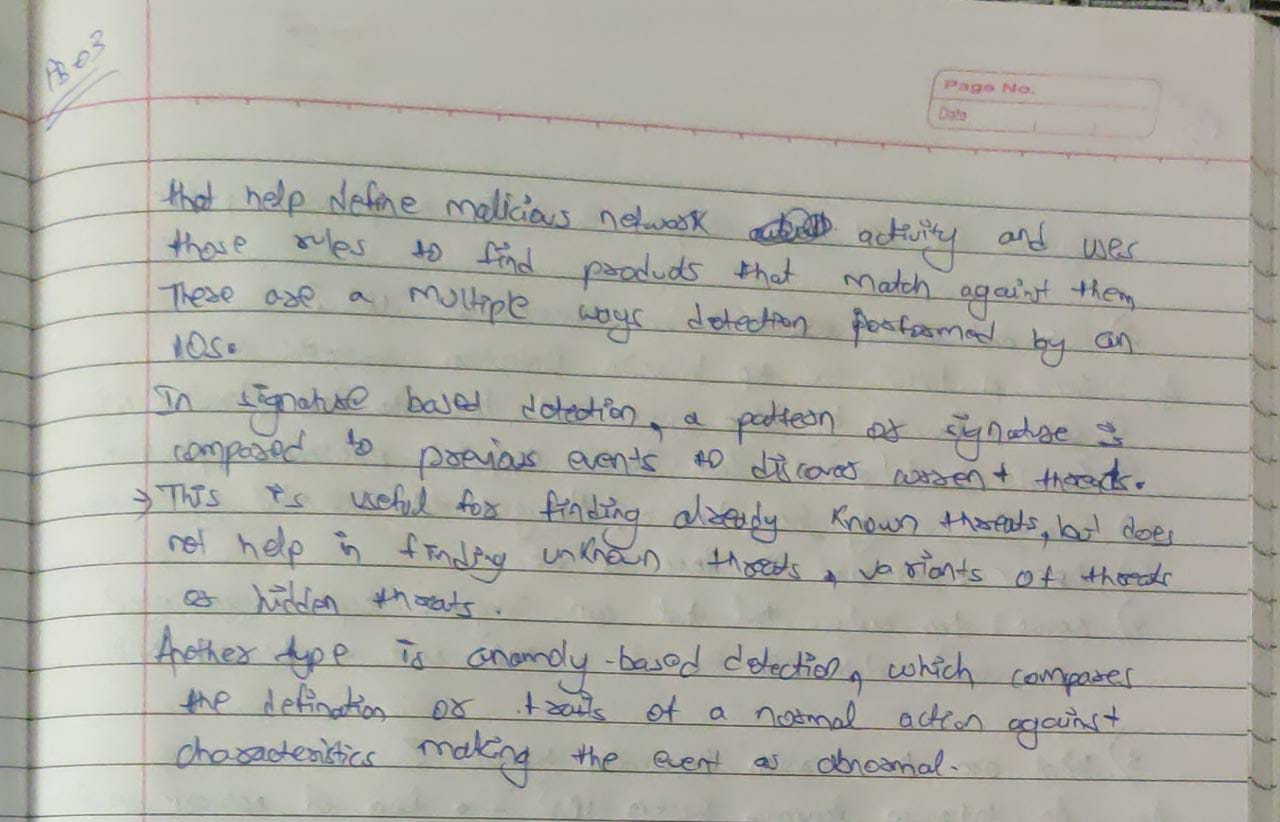 AB 03
Page No.
Date
that help define malicious network activity and uses
those rules to find products that match against them
There are a multiple ways detection performed by an
IDS.
In signature based detection, a pattern or signature is
compared to previous events to discover current threats.
→ This is useful for finding already known threats, but does
not help in finding unknown threats, variants of threats
or hidden threats.
Another type is anomaly-based detection, which compares
the defination or traits of a normal action against
characteristics making the event as abnormal.